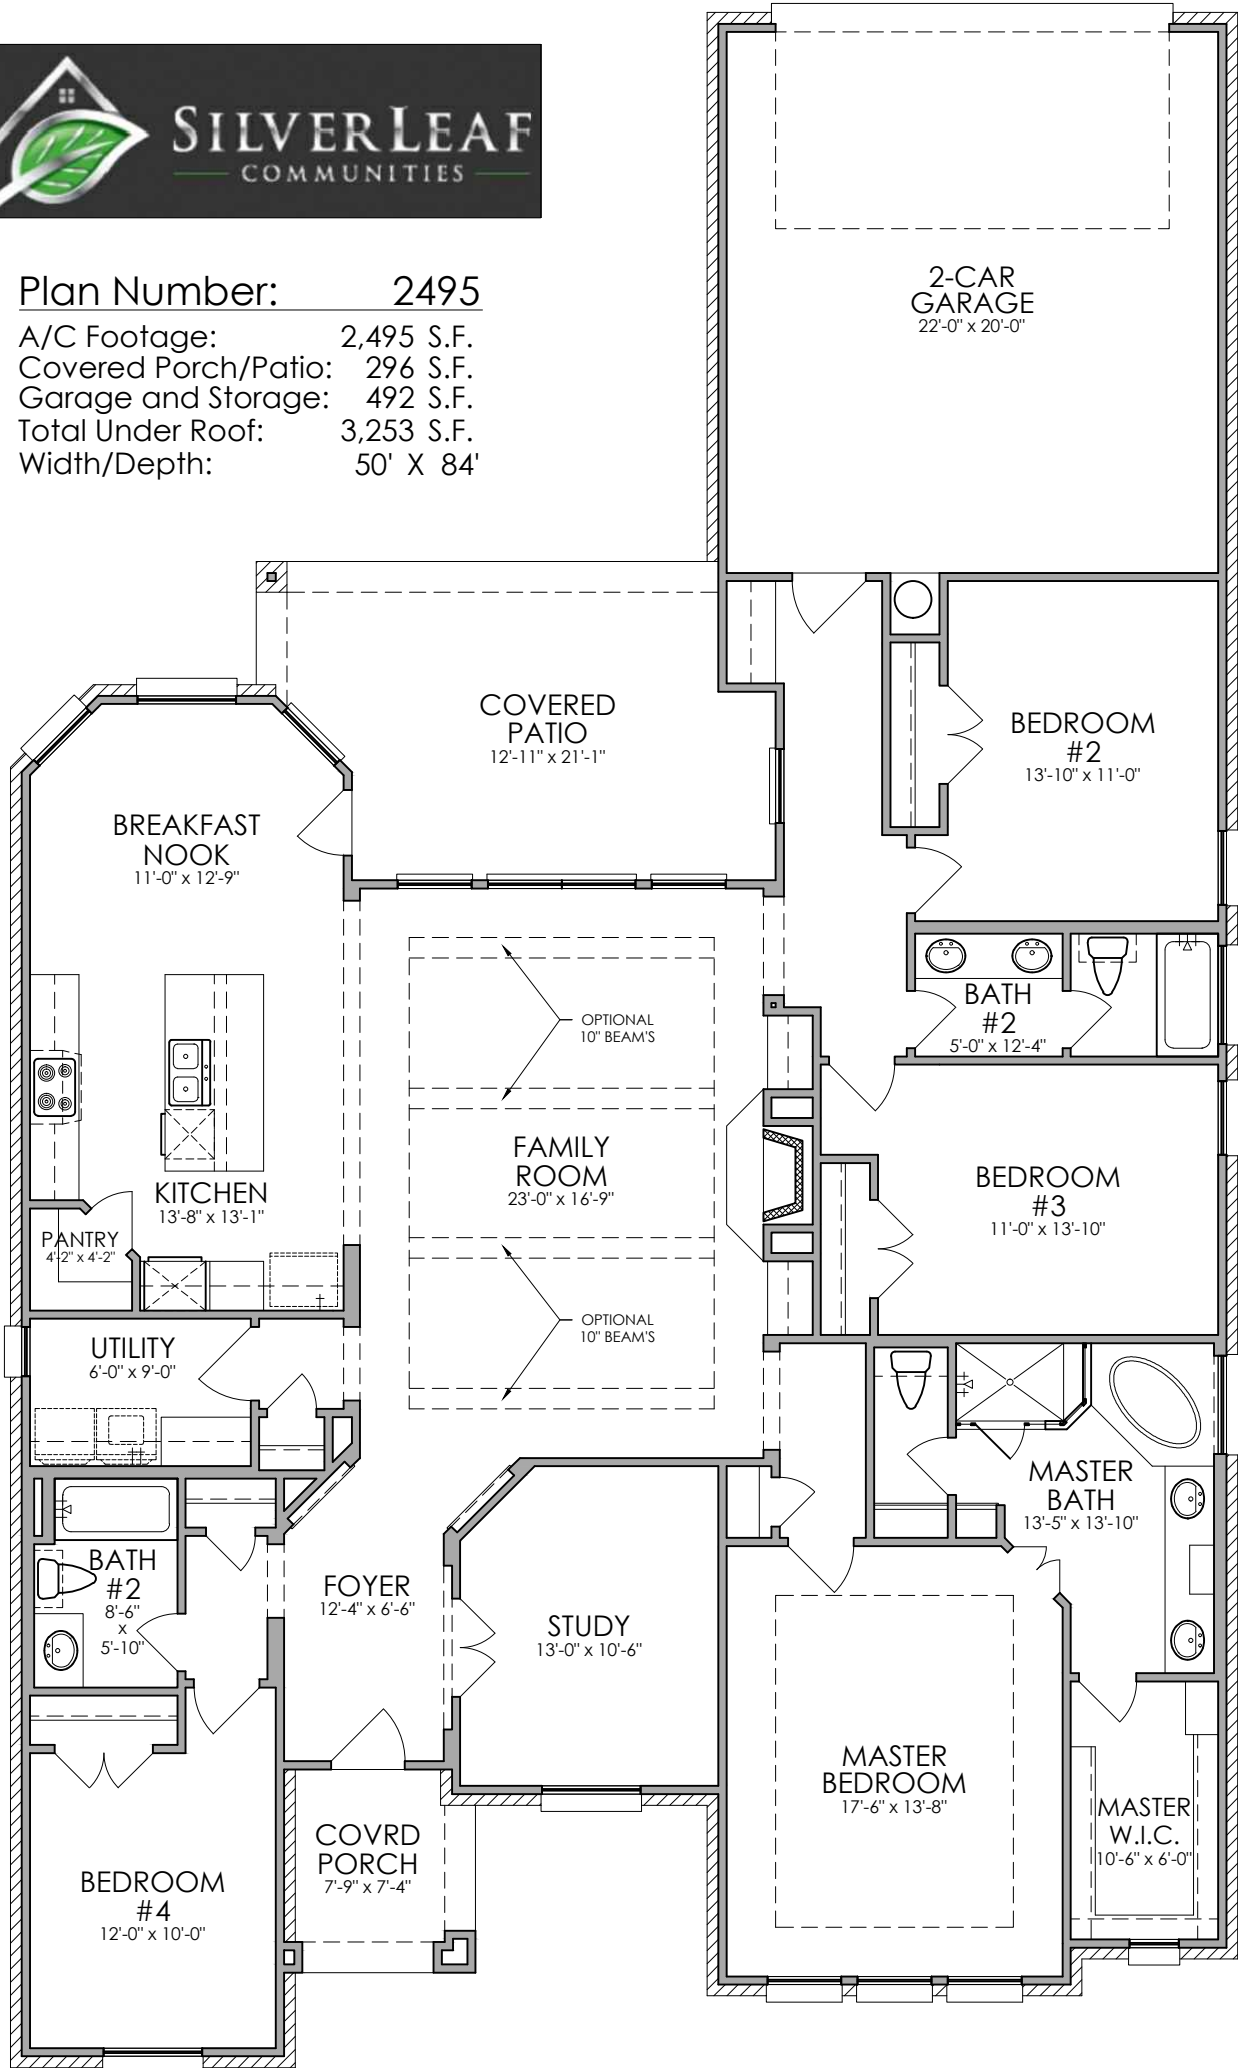 SILVERLEAF
COMMUNITIES
Plan Number: 2495
A/C Footage: 2,495 S.F.
Covered Porch/Patio: 296 S.F.
Garage and Storage: 492 S.F.
Total Under Roof: 3,253 S.F.
Width/Depth: 50' X 84'
2-CAR
GARAGE
22'-0" x 20'-0"
COVERED
PATIO
12'-11" x 21'-1"
BEDROOM
#2
13'-10" x 11'-0"
BREAKFAST
NOOK
11'-0" x 12'-9"
OPTIONAL
10" BEAM'S
BATH
#2
5'-0" x 12'-4"
FAMILY
ROOM
23'-0" x 16'-9"
BEDROOM
#3
11'-0" x 13'-10"
KITCHEN
13'-8" x 13'-1"
PANTRY
4'-2" x 4'-2"
OPTIONAL
10" BEAM'S
UTILITY
6'-0" x 9'-0"
MASTER
BATH
13'-5" x 13'-10"
BATH
#2
8'-6"
x
5'-10"
FOYER
12'-4" x 6'-6"
STUDY
13'-0" x 10'-6"
MASTER
BEDROOM
17'-6" x 13'-8"
MASTER
W.I.C.
10'-6" x 6'-0"
COVRD
PORCH
7'-9" x 7'-4"
BEDROOM
#4
12'-0" x 10'-0"